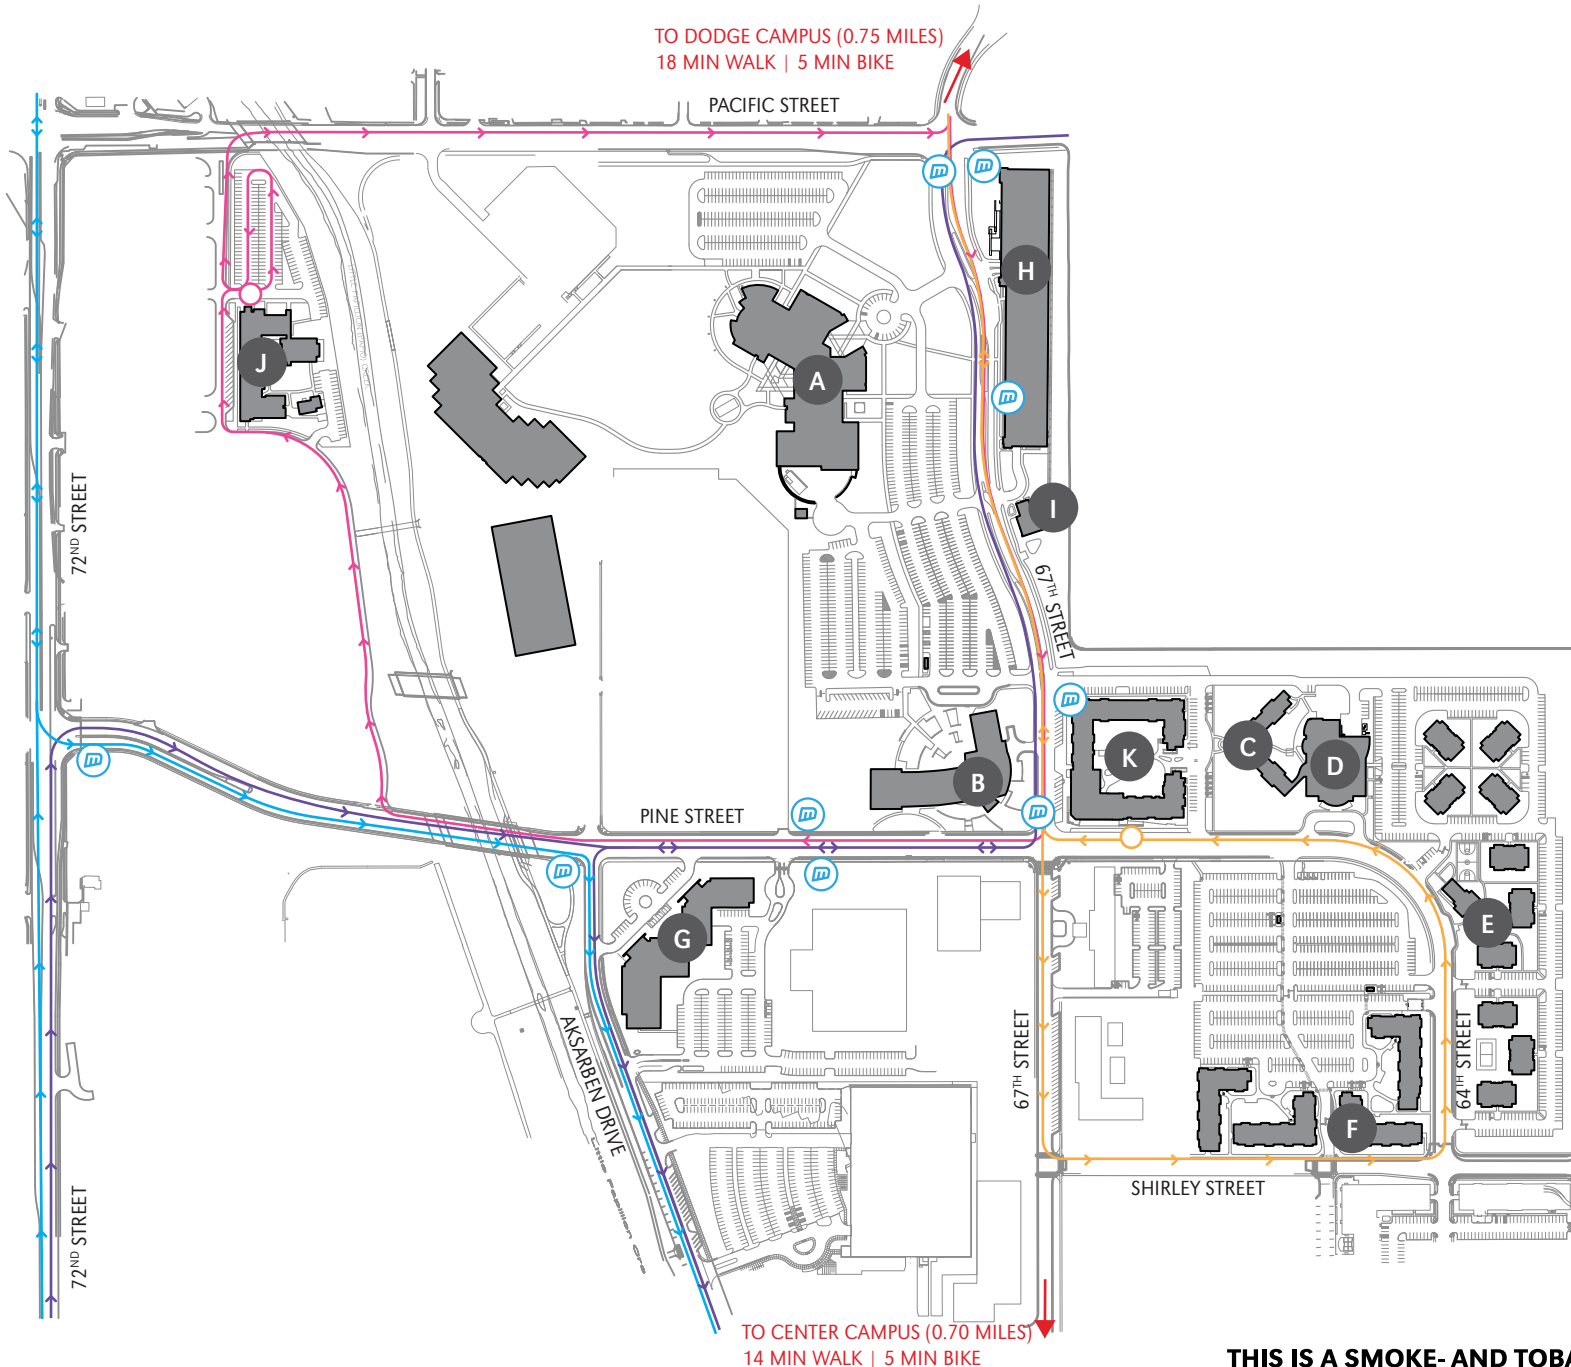 TO DODGE CAMPUS (0.75 MILES)
18 MIN WALK | 5 MIN BIKE
PACIFIC STREET
H
J
A
I
72ND STREET
67TH STREET
C
K
D
B
PINE STREET
E
G
AKSARBEN DRIVE
67TH STREET
64TH STREET
F
SHIRLEY STREET
72ND STREET
TO CENTER CAMPUS (0.70 MILES)
14 MIN WALK | 5 MIN BIKE
THIS IS A SMOKE- AND TOBA